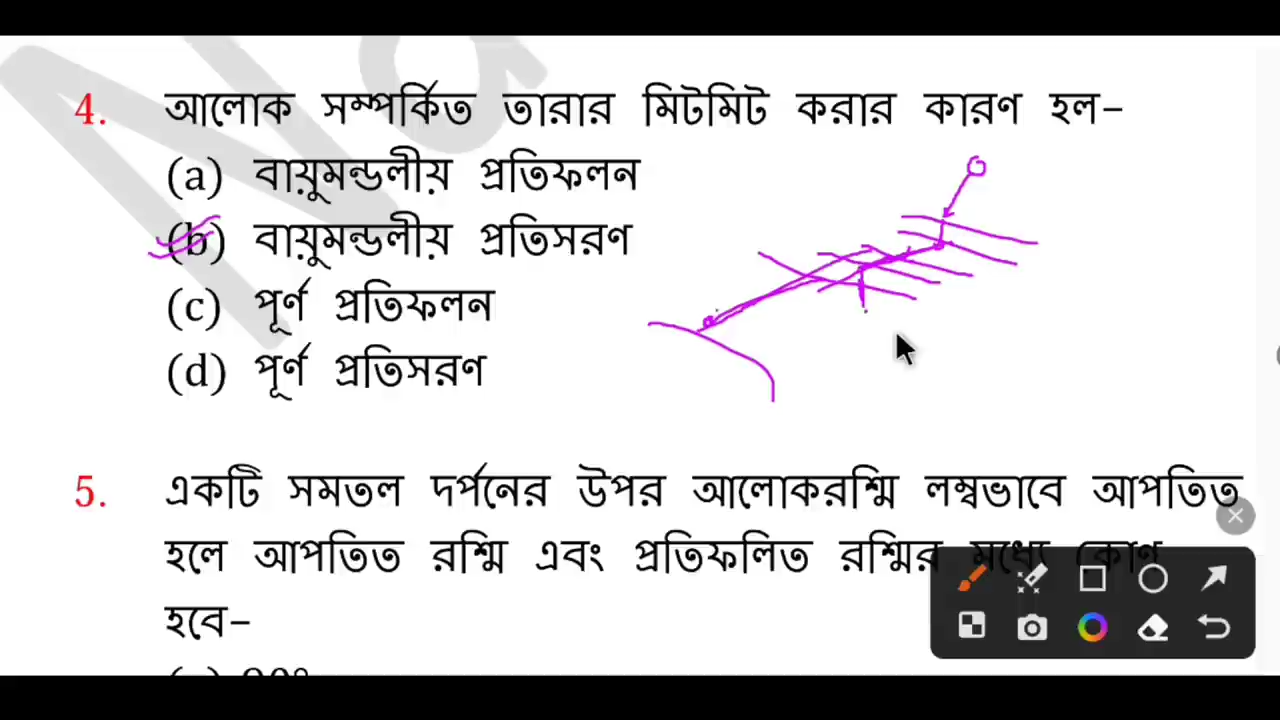 4. আলোক সম্পর্কিত তারার মিটমিট করার কারণ হল–
(a) বায়ুমন্ডলীয় প্রতিফলন
(b) বায়ুমন্ডলীয় প্রতিসরণ
(c) পূর্ণ প্রতিফলন
(d) পূর্ণ প্রতিসরণ
5. একটি সমতল দর্পনের উপর আলোকরশ্মি লম্বভাবে আপতিত
হলে আপতিত রশ্মি এবং প্রতিফলিত রশ্মির মধ্যে কোণ
হবে–